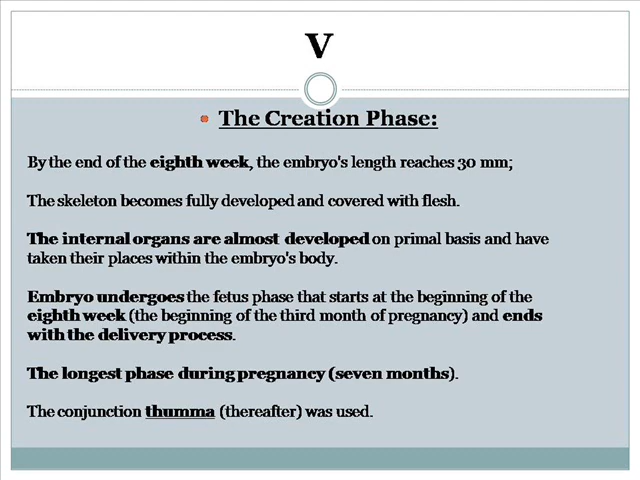 V
The Creation Phase:
By the end of the eighth week, the embryo's length reaches 30 mm;
The skeleton becomes fully developed and covered with flesh.
The internal organs are almost developed on primal basis and have
taken their places within the embryo's body.
Embryo undergoes the fetus phase that starts at the beginning of the
eighth week (the beginning of the third month of pregnancy) and ends
with the delivery process.
The longest phase during pregnancy (seven months).
The conjunction thumma (thereafter) was used.